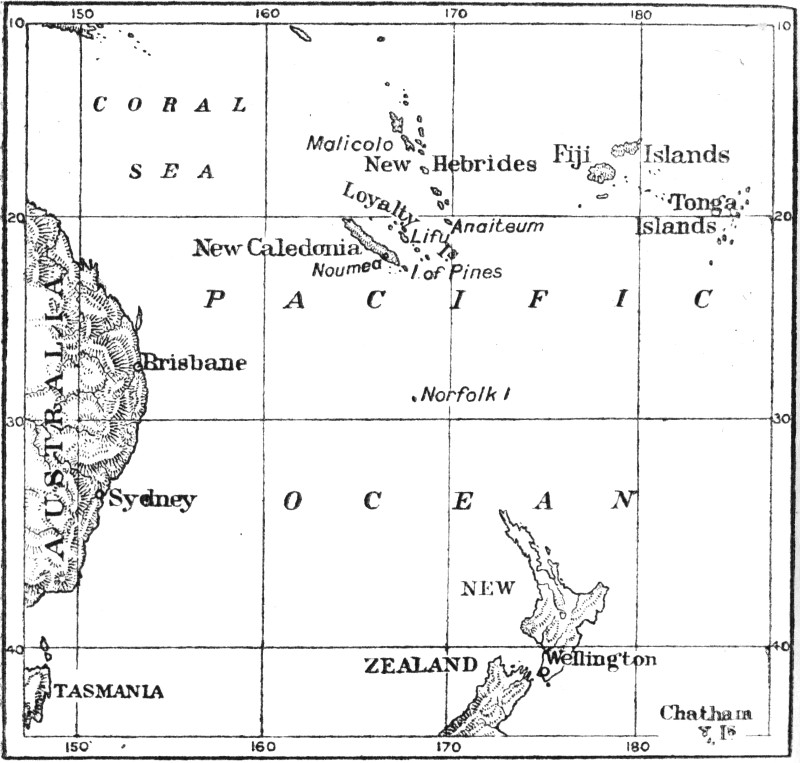 150 160 170 180
10 10
C O R A L
S E A
Malicolo
New Hebrides
Fiji Islands
Loyalty Is
Tonga
Islands
20 20
Anaiteum
Lifu
New Caledonia
Noumea
I of Pines
P A C I F I C
AUSTRALIA
Brisbane
Norfolk I
30 30
Sydney
O C E A N
NEW
ZEALAND
40 40
Wellington
TASMANIA
Chatham
Is
150 160 170 180